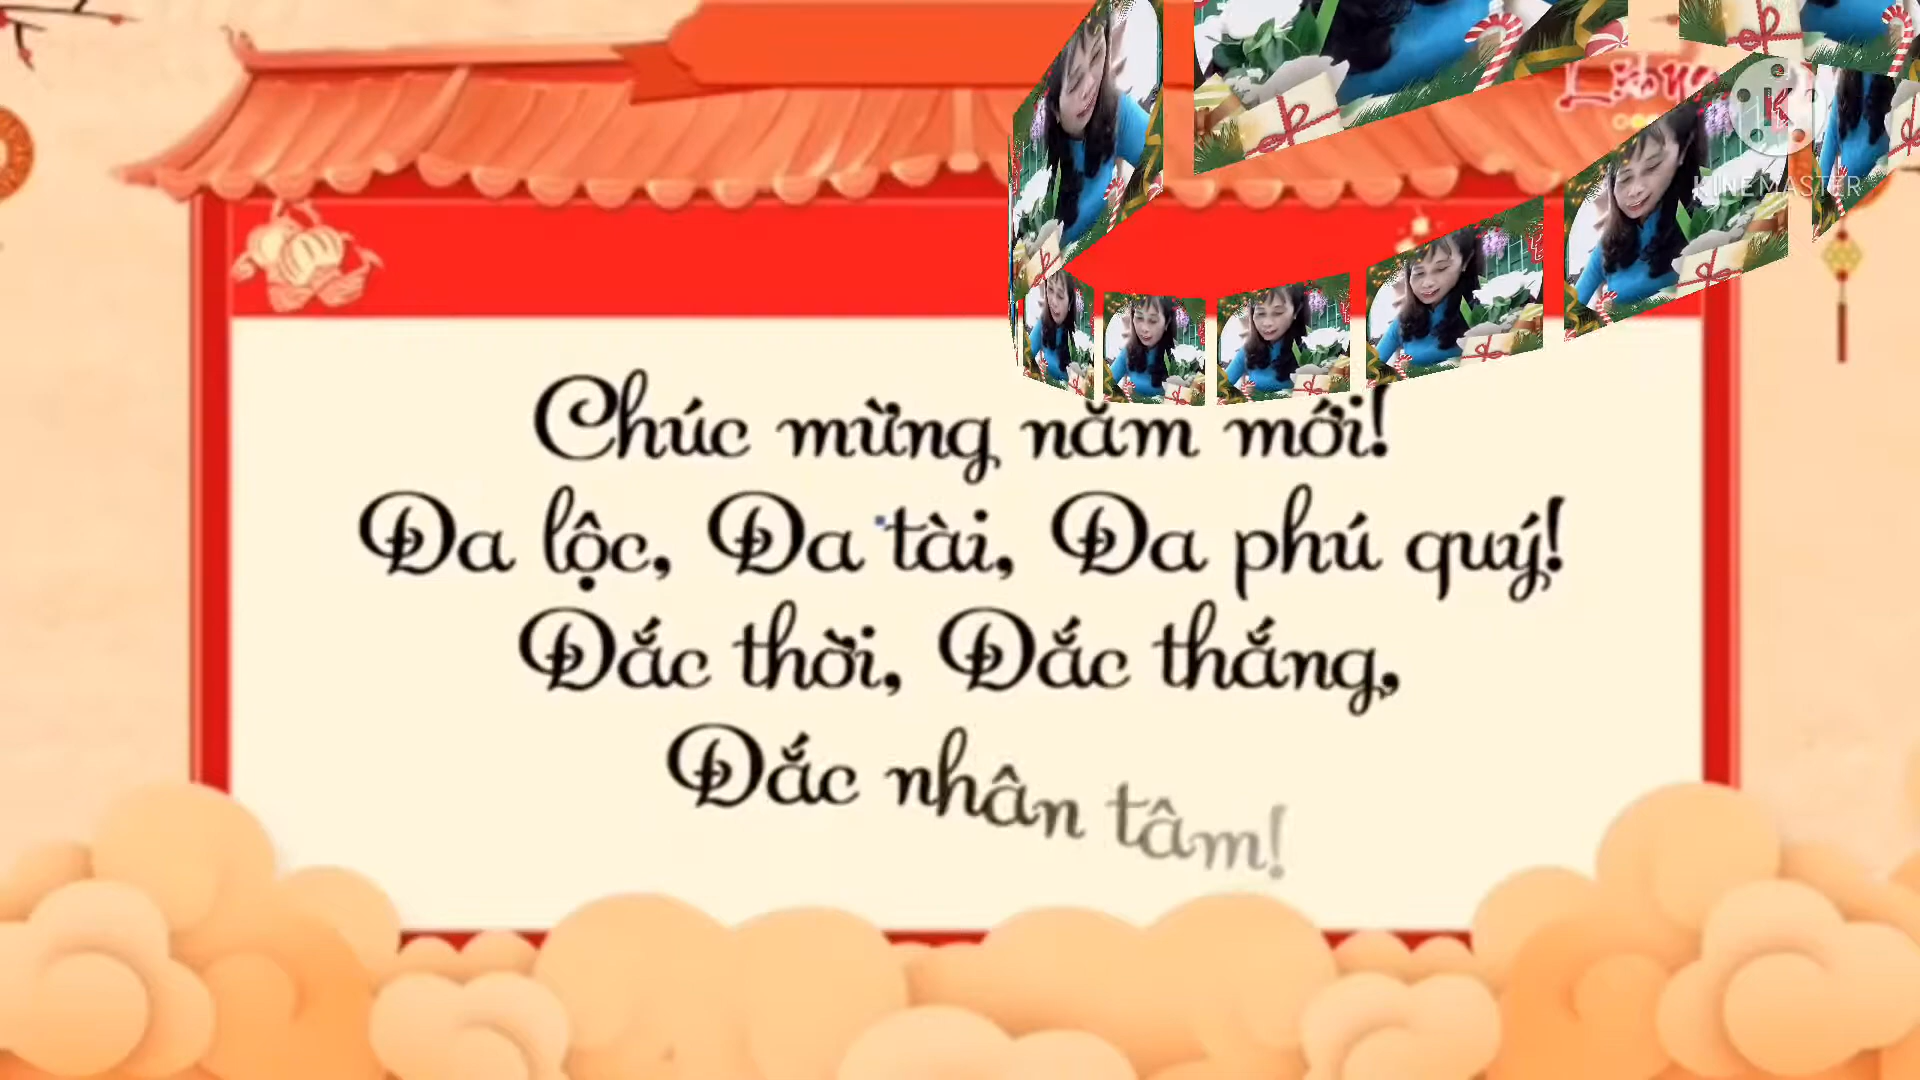 Chúc mừng năm mới!
Đa lộc, Đa tài, Đa phú quý!
Đắc thời, Đắc thắng,
Đắc nhân tâm!
KINEMASTER